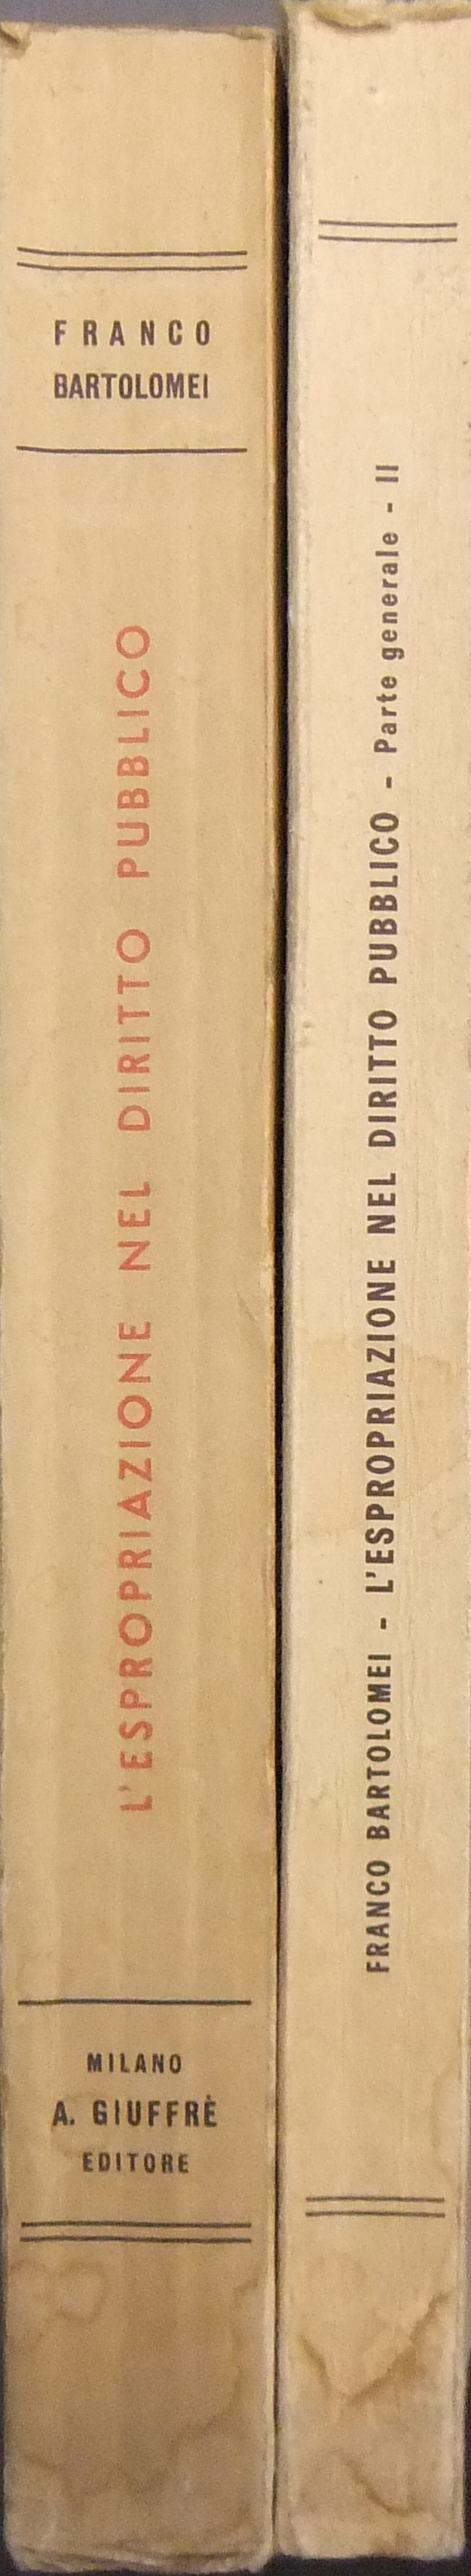 FRANCO
BARTOLOMEI
L'ESPROPRIAZIONE NEL DIRITTO PUBBLICO
MILANO
A. GIUFFRÈ
EDITORE
FRANCO BARTOLOMEI - L'ESPROPRIAZIONE NEL DIRITTO PUBBLICO - Parte generale - II